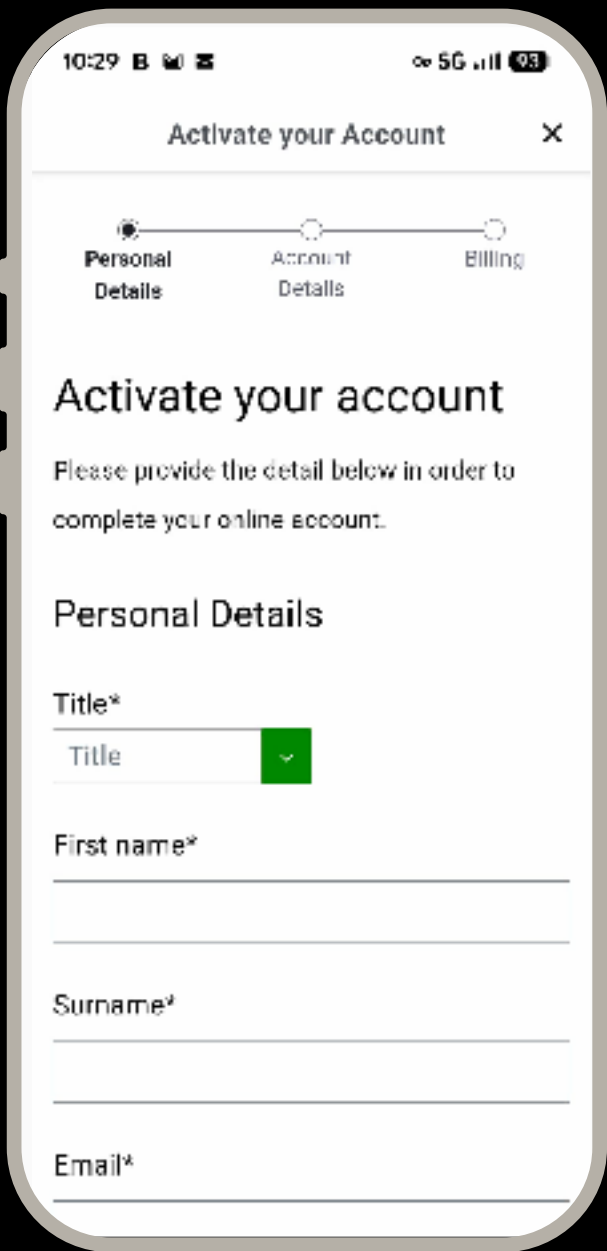 10:29 B 5G 93
Activate your Account
Personal Details
Account Details
Billing
Activate your account
Please provide the detail below in order to
complete your online account.
Personal Details
Title*
Title
First name*
Surname*
Email*